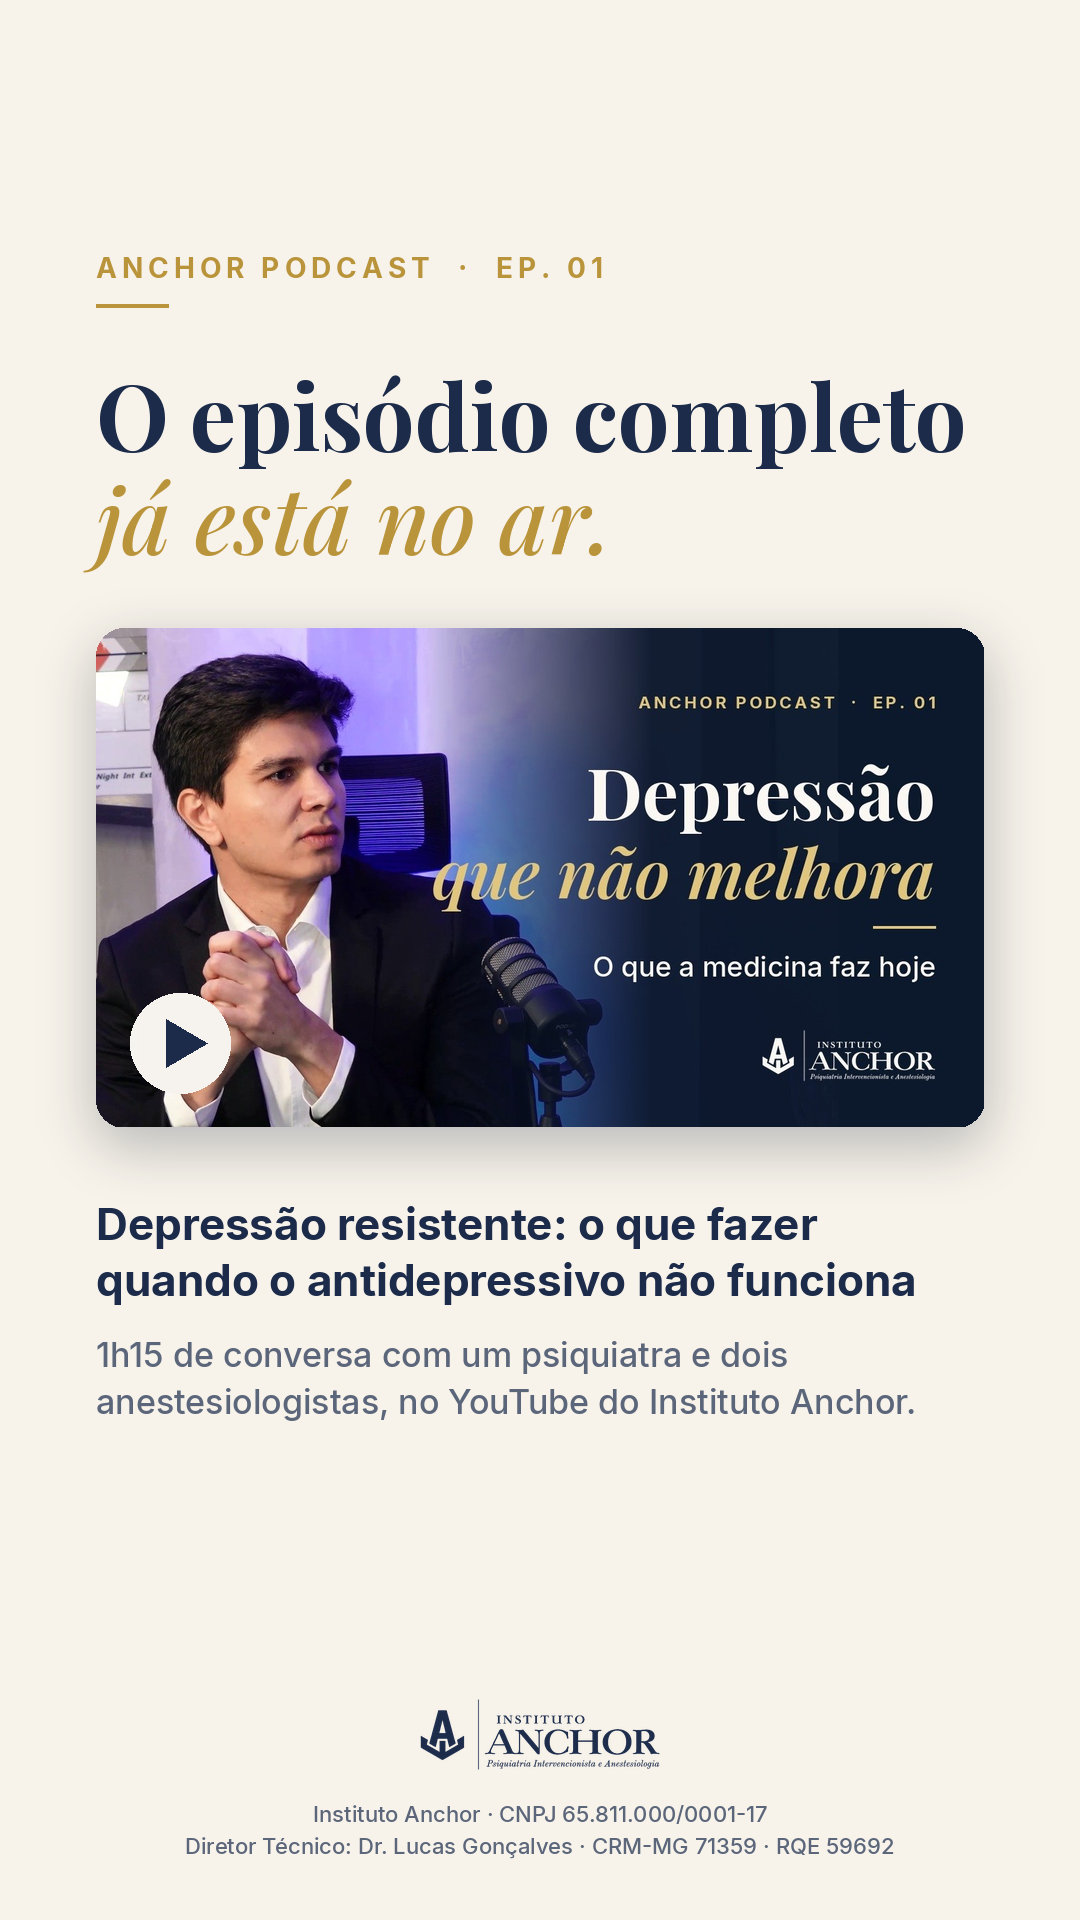 ANCHOR PODCAST · EP. 01
O episódio completo
já está no ar.
Night Int Ext
ANCHOR PODCAST · EP. 01
Depressão
que não melhora
O que a medicina faz hoje
INSTITUTO
ANCHOR
Psiquiatria Intervencionista e Anestesiologia
Depressão resistente: o que fazer
quando o antidepressivo não funciona
1h15 de conversa com um psiquiatra e dois
anestesiologistas, no YouTube do Instituto Anchor.
INSTITUTO
ANCHOR
Psiquiatria Intervencionista e Anestesiologia
Instituto Anchor · CNPJ 65.811.000/0001-17
Diretor Técnico: Dr. Lucas Gonçalves · CRM-MG 71359 · RQE 59692